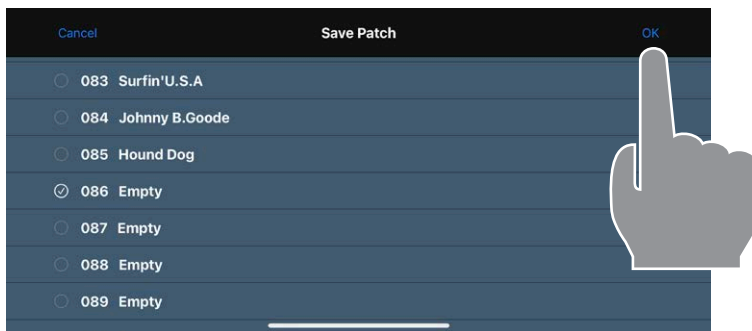 Cancel Save Patch OK
083 Surfin'U.S.A
084 Johnny B.Goode
085 Hound Dog
086 Empty
087 Empty
088 Empty
089 Empty